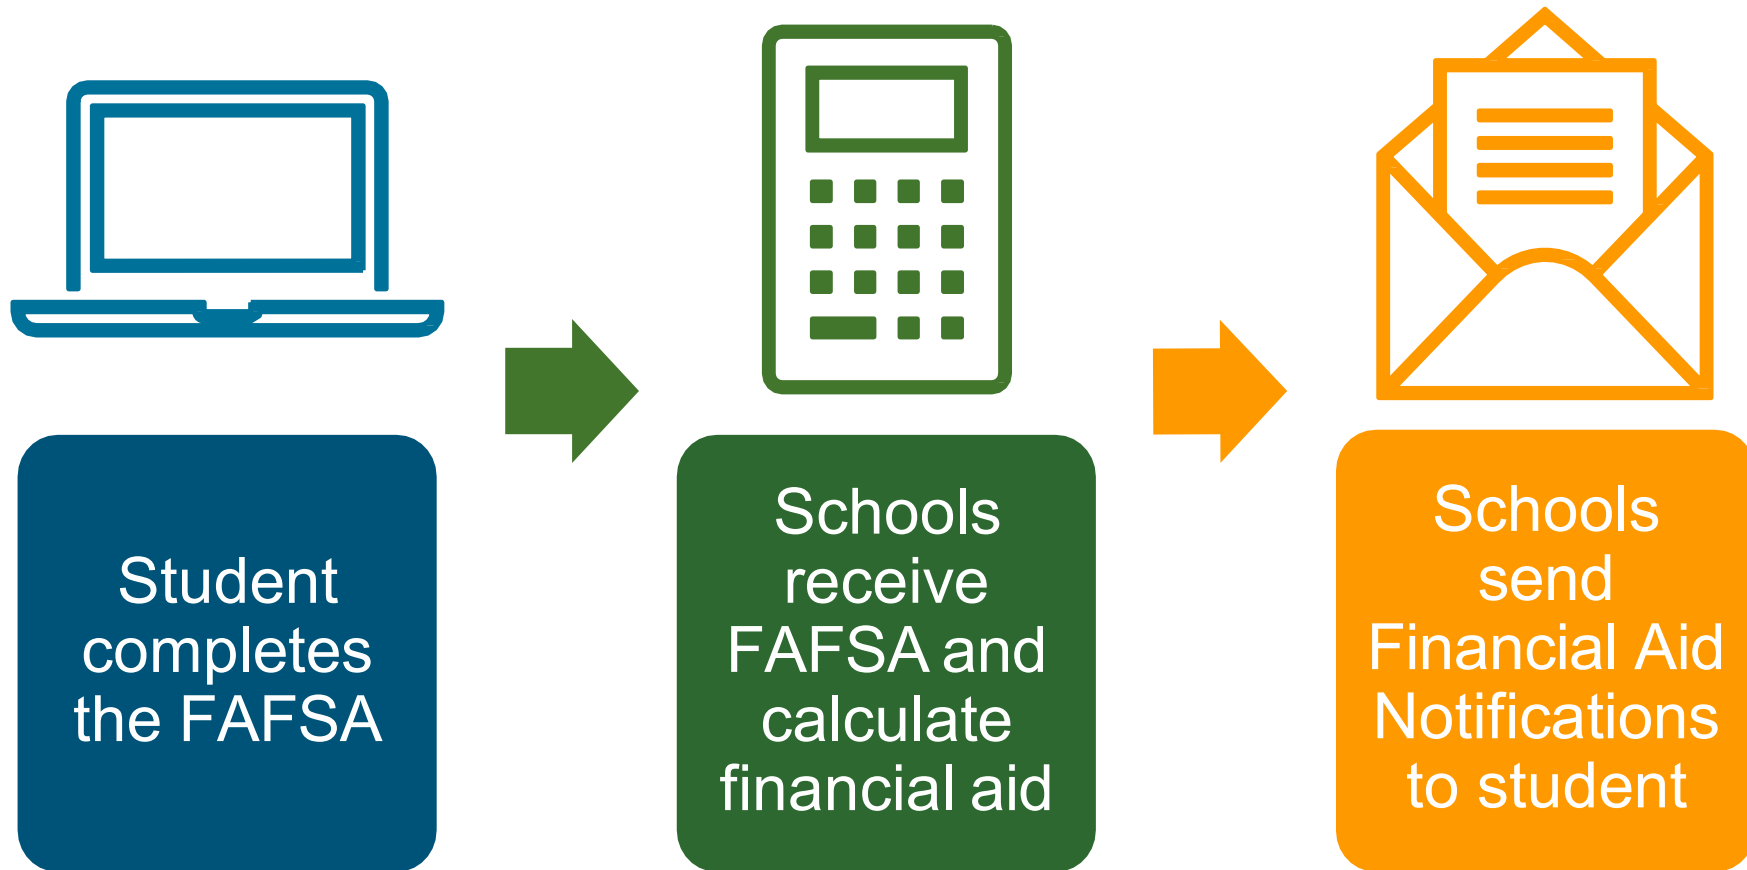 Student
completes
the FAFSA
Schools
receive
FAFSA and
calculate
financial aid
Schools
send
Financial Aid
Notifications
to student